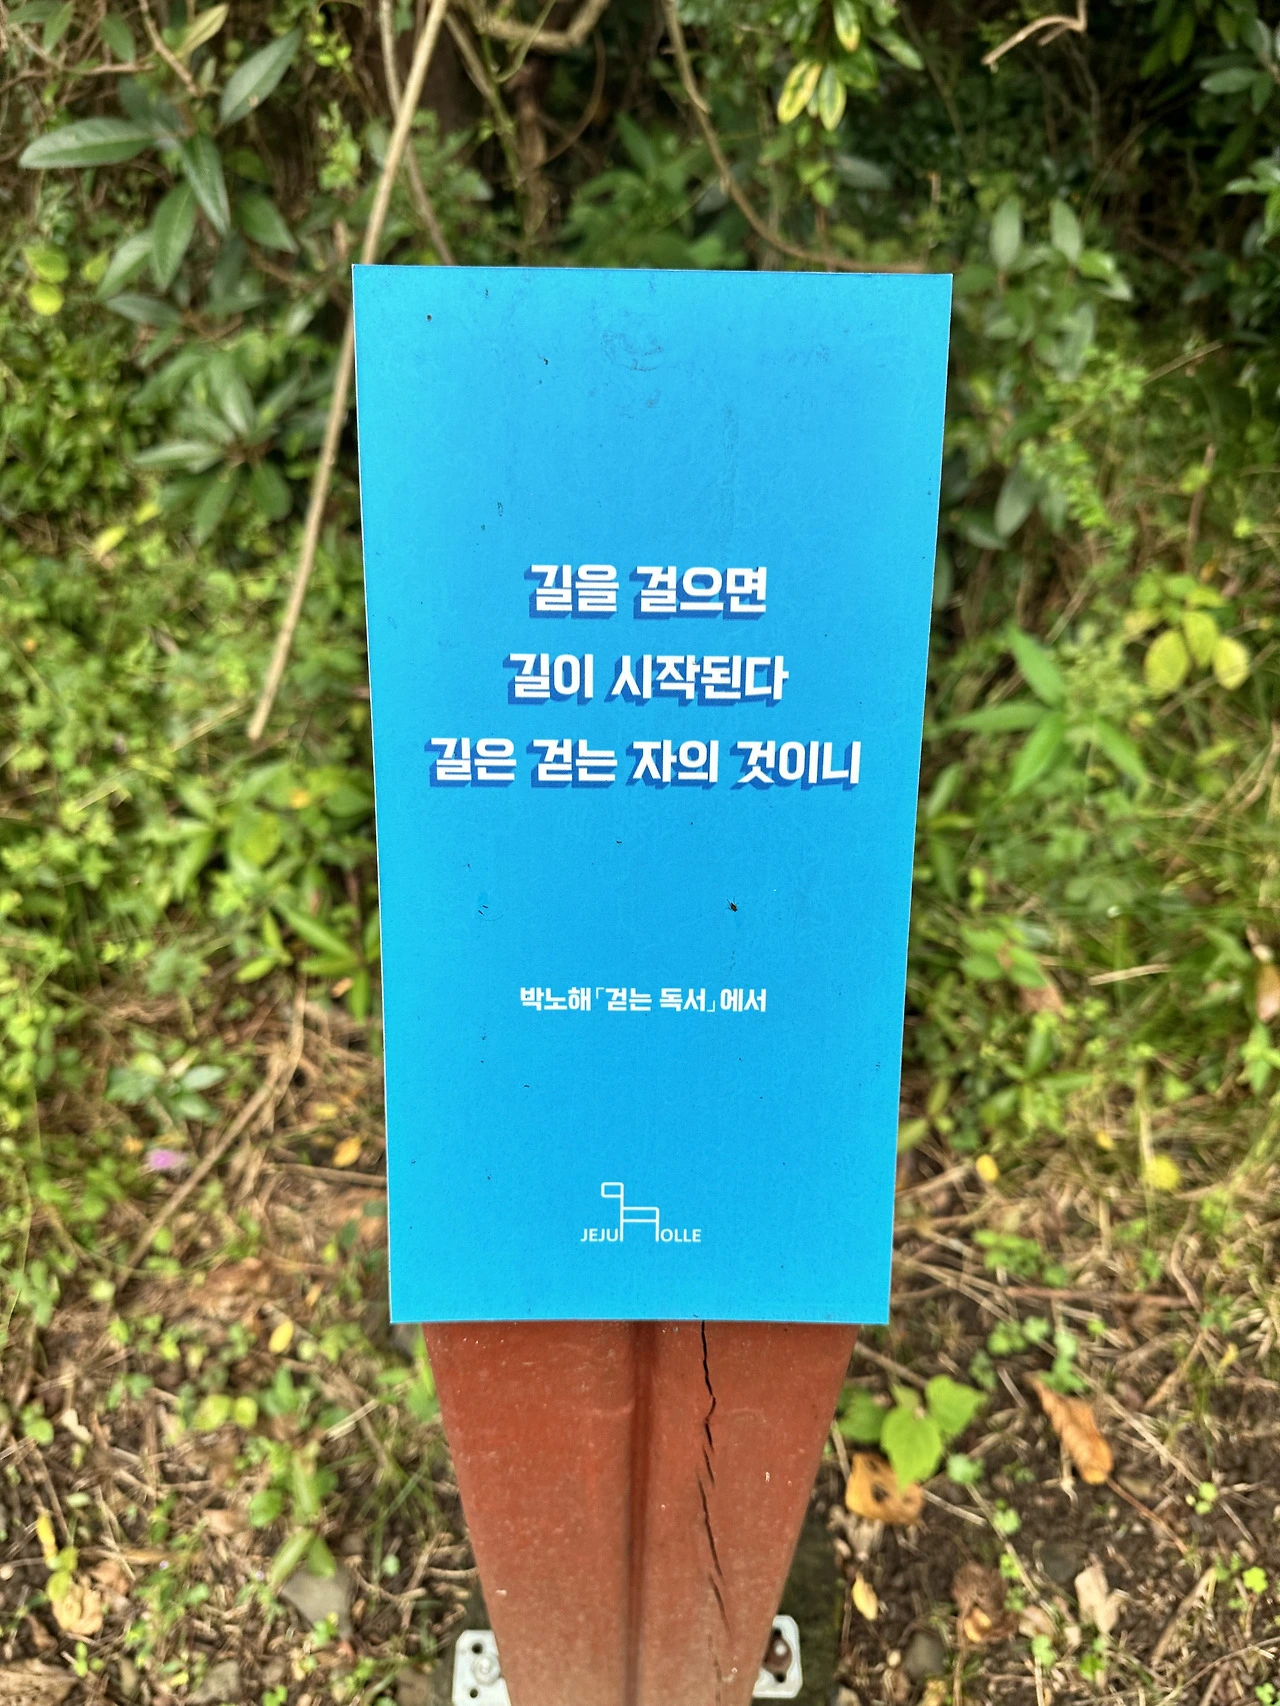 길을 걸으면
길이 시작된다
길은 걷는 자의 것이니
박노해「걷는 독서」에서
JEJU OLLE